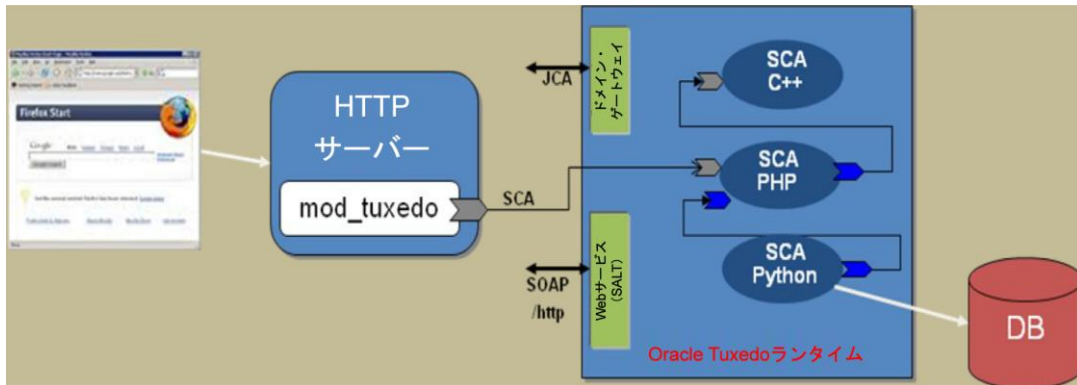 Firefox Start
HTTP
サーバー
mod_tuxedo
SCA
JCA
ドメイン・
ゲートウェイ
SOAP
/http
Webサービス
(SALT)
SCA
C++
SCA
PHP
SCA
Python
Oracle Tuxedoランタイム
DB